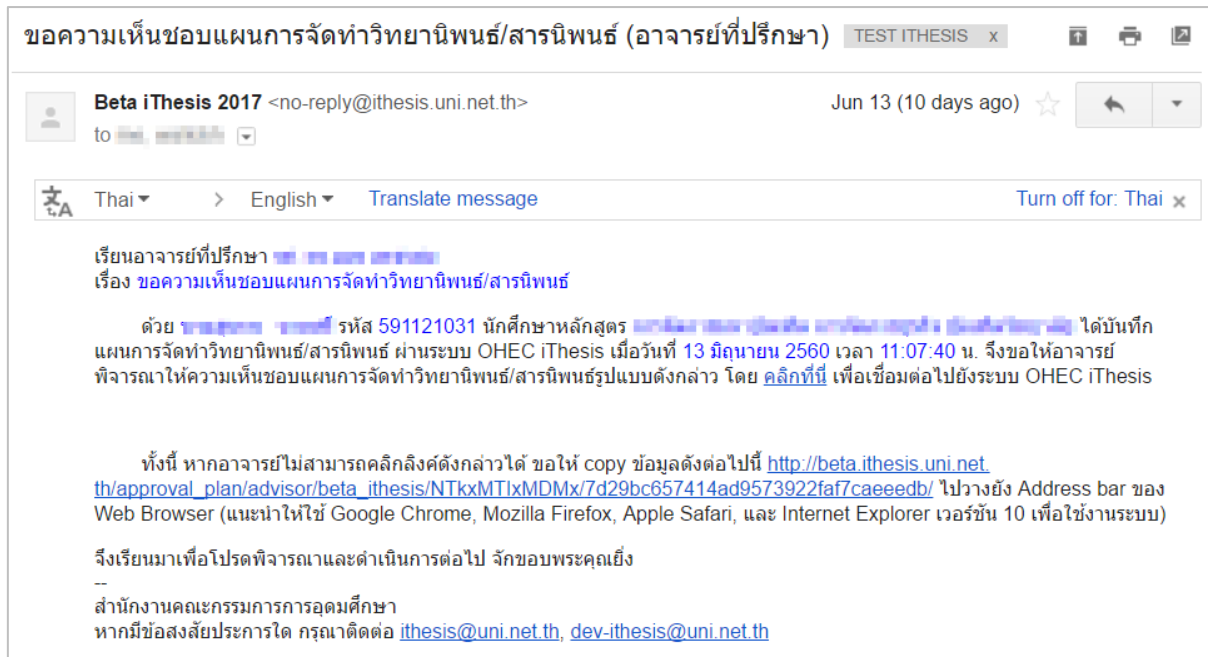 ขอความเห็นชอบแผนการจัดทำวิทยานิพนธ์/สารนิพนธ์ (อาจารย์ที่ปรึกษา) TEST ITHESIS x
Beta iThesis 2017 <no-reply@ithesis.uni.net.th> Jun 13 (10 days ago)
to
Thai > English Translate message Turn off for: Thai x
เรียนอาจารย์ที่ปรึกษา
เรื่อง ขอความเห็นชอบแผนการจัดทำวิทยานิพนธ์/สารนิพนธ์
ด้วย รหัส 591121031 นักศึกษาหลักสูตร ได้บันทึก
แผนการจัดทำวิทยานิพนธ์/สารนิพนธ์ ผ่านระบบ OHEC iThesis เมื่อวันที่ 13 มิถุนายน 2560 เวลา 11:07:40 น. จึงขอให้อาจารย์
พิจารณาให้ความเห็นชอบแผนการจัดทำวิทยานิพนธ์/สารนิพนธ์รูปแบบดังกล่าว โดย คลิกที่นี่ เพื่อเชื่อมต่อไปยังระบบ OHEC iThesis
ทั้งนี้ หากอาจารย์ไม่สามารถคลิกลิงค์ดังกล่าวได้ ขอให้ copy ข้อมูลดังต่อไปนี้ http://beta.ithesis.uni.net.
th/approval_plan/advisor/beta_ithesis/NTkxMTIxMDMx/7d29bc657414ad9573922faf7caeeedb/ ไปวางยัง Address bar ของ
Web Browser (แนะนำให้ใช้ Google Chrome, Mozilla Firefox, Apple Safari, และ Internet Explorer เวอร์ชัน 10 เพื่อใช้งานระบบ)
จึงเรียนมาเพื่อโปรดพิจารณาและดำเนินการต่อไป จักขอบพระคุณยิ่ง
--
สำนักงานคณะกรรมการการอุดมศึกษา
หากมีข้อสงสัยประการใด กรุณาติดต่อ ithesis@uni.net.th, dev-ithesis@uni.net.th